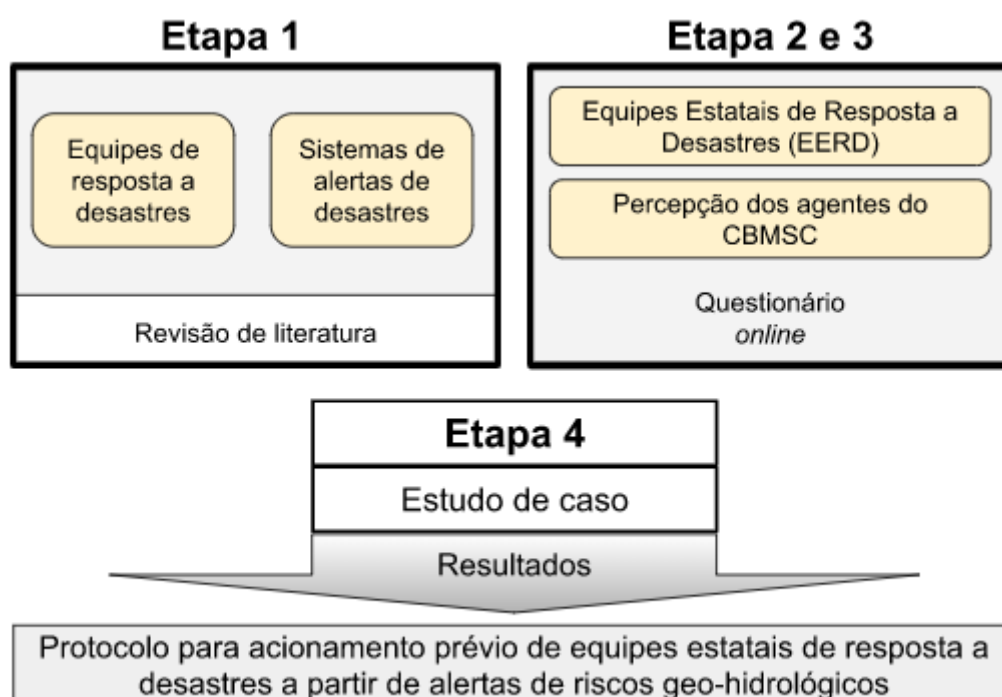 Etapa 1
Equipes de
resposta a
desastres
Sistemas de
alertas de
desastres
Revisão de literatura
Etapa 2 e 3
Equipes Estatais de Resposta a
Desastres (EERD)
Percepção dos agentes do
CBMSC
Questionário
online
Etapa 4
Estudo de caso
Resultados
Protocolo para acionamento prévio de equipes estatais de resposta a
desastres a partir de alertas de riscos geo-hidrológicos